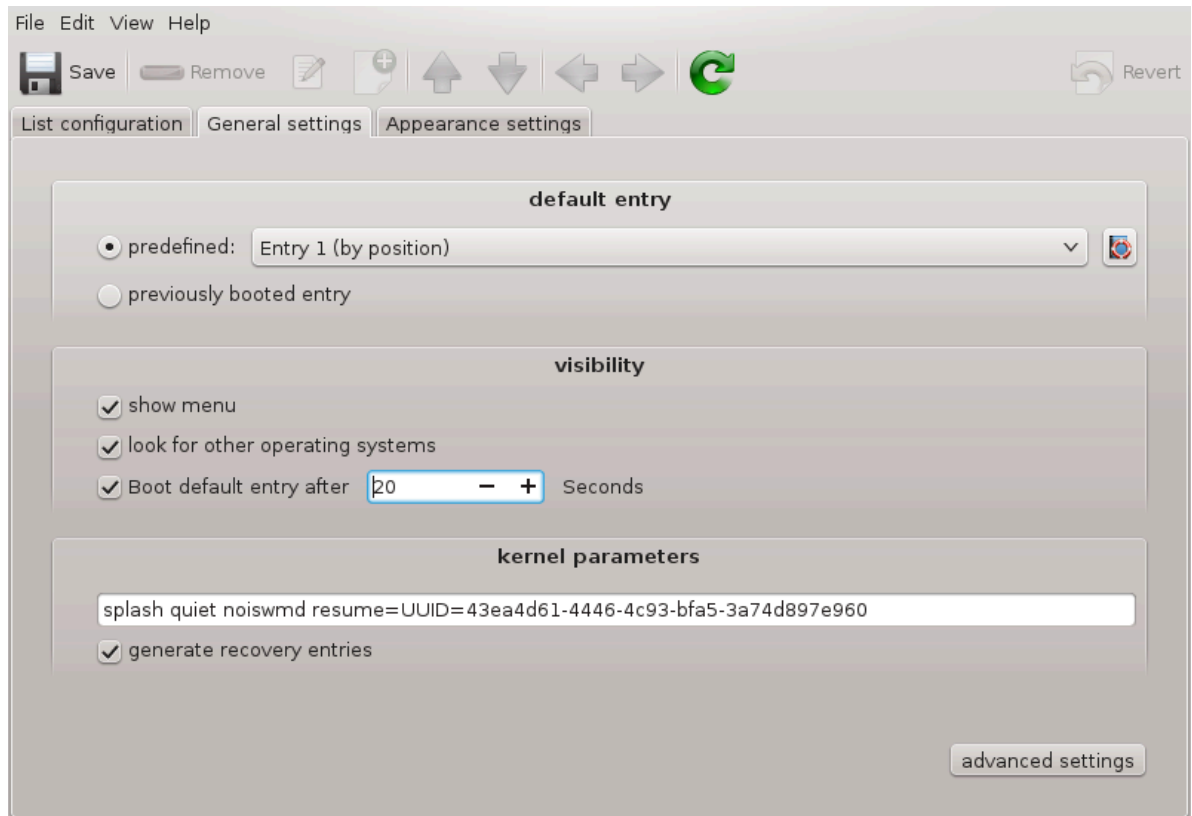 File Edit View Help
Save Remove Revert
List configuration General settings Appearance settings
default entry
predefined: Entry 1 (by position)
previously booted entry
visibility
show menu
look for other operating systems
Boot default entry after 20 Seconds
kernel parameters
splash quiet noiswmd resume=UUID=43ea4d61-4446-4c93-bfa5-3a74d897e960
generate recovery entries
advanced settings